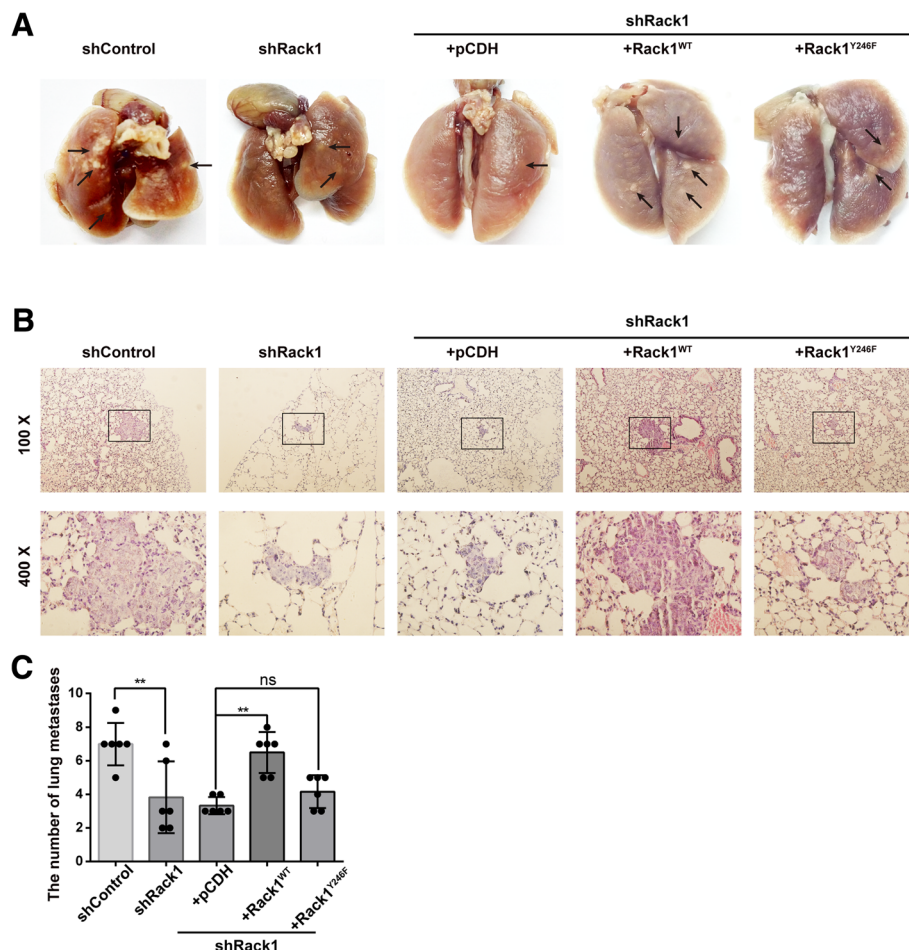 A
shRack1
shControl shRack1 +pCDH +Rack1WT +Rack1Y246F
B
shRack1
shControl shRack1 +pCDH +Rack1WT +Rack1Y246F
100 X
400 X
C
The number of lung metastases
10
8
6
4
2
0
**
**
ns
shControl
shRack1
+pCDH
+Rack1WT
+Rack1Y246F
shRack1